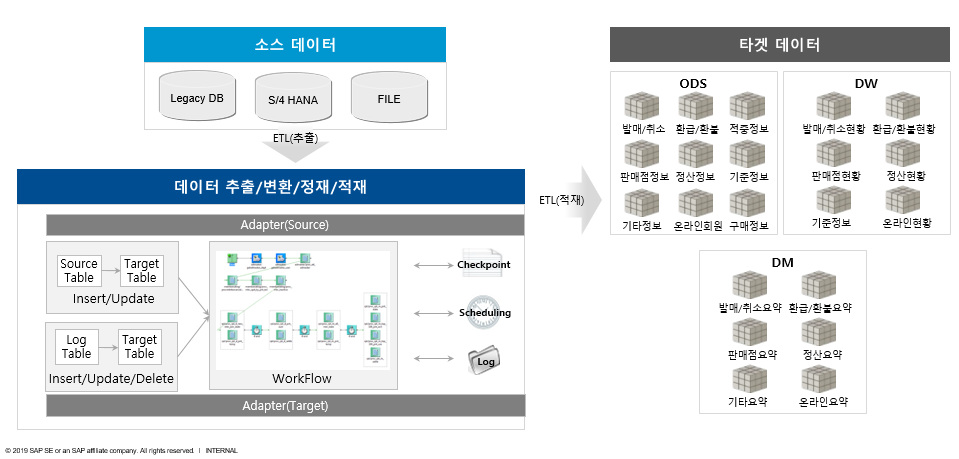 소스 데이터
Legacy DB
S/4 HANA
FILE
ETL(추출)
데이터 추출/변환/정재/적재
Adapter(Source)
Source
Table
Target
Table
Insert/Update
Log
Table
Target
Table
Insert/Update/Delete
WorkFlow
Checkpoint
Scheduling
Log
Adapter(Target)
ETL(적재)
타겟 데이터
ODS
발매/취소 환급/환불 적중정보
판매점정보 정산정보 기준정보
기타정보 온라인회원 구매정보
DW
발매/취소현황 환급/환불현황
판매점현황 정산현황
기준정보 온라인현황
DM
발매/취소요약 환급/환불요약
판매점요약 정산요약
기타요약 온라인요약
© 2019 SAP SE or an SAP affiliate company. All rights reserved. ǀ INTERNAL